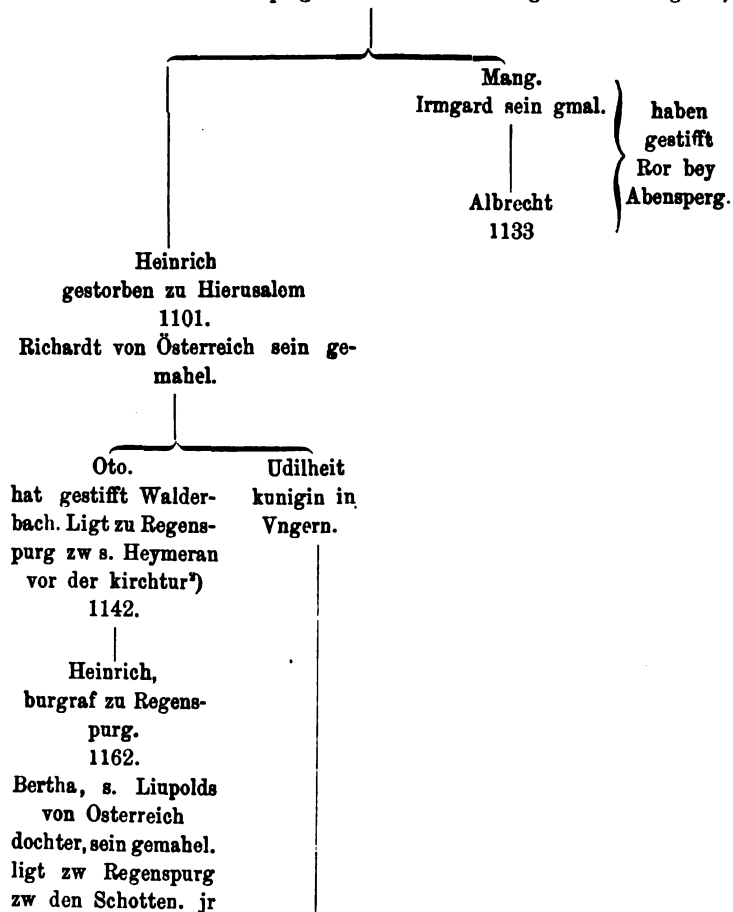 Mang.
Irmgard sein gmal.
Albrecht
1133
haben
gestifft
Ror bey
Abensperg.
Heinrich
gestorben zu Hierusalem
1101.
Richardt von Österreich sein ge-
mahel.
Oto.
hat gestifft Walder-
bach. Ligt zu Regens-
purg zw s. Heymeran
vor der kirchtur²)
1142.
Udilheit
kunigin in
Vngern.
Heinrich,
burgraf zu Regens-
purg.
1162.
Bertha, s. Liupolds
von Osterreich
dochter, sein gemahel.
ligt zw Regenspurg
zw den Schotten. jr